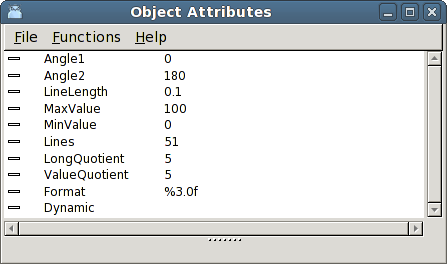 Object Attributes
File Functions Help
Angle1 0
Angle2 180
LineLength 0.1
MaxValue 100
MinValue 0
Lines 51
LongQuotient 5
ValueQuotient 5
Format %3.0f
Dynamic